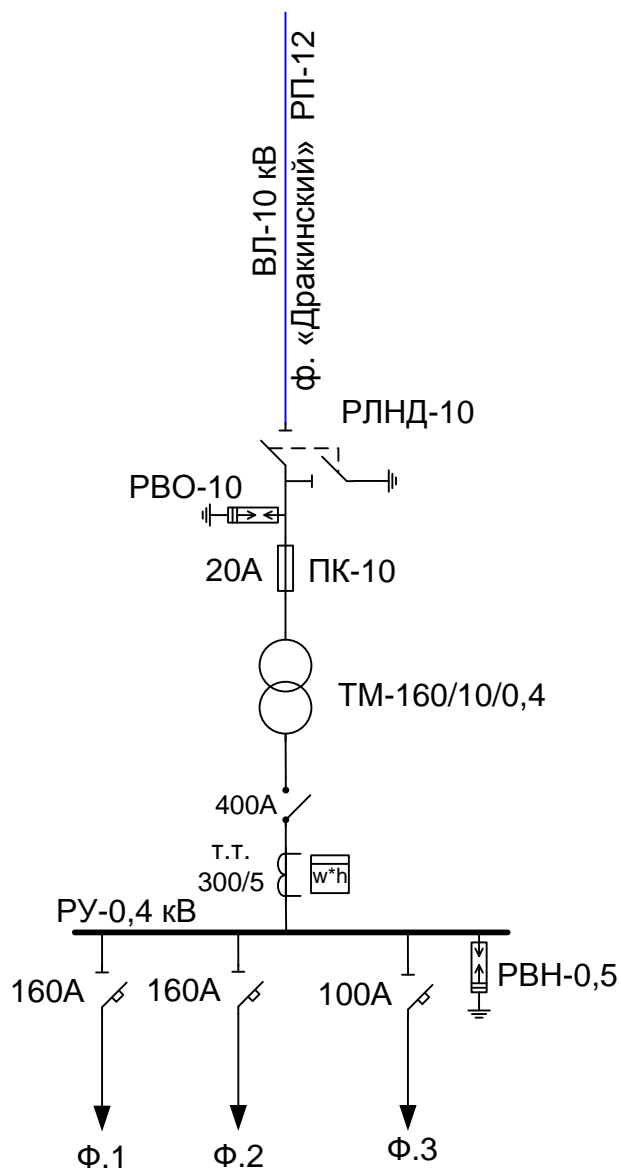 ВЛ-10 кВ
ф. «Дракинский» РП-12
РЛНД-10
РВО-10
20А
ПК-10
ТМ-160/10/0,4
400А
т.т.
300/5
w*h
РУ-0,4 кВ
160А
160А
100А
РВН-0,5
Ф.1
Ф.2
Ф.3